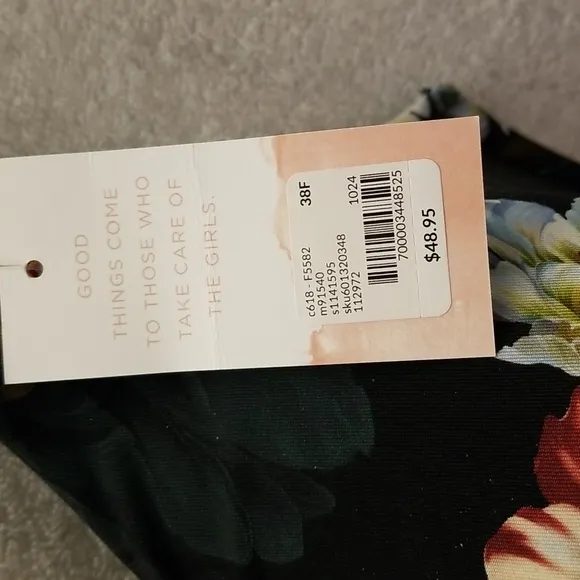 GOOD
THINGS COME
TO THOSE WHO
TAKE CARE OF
THE GIRLS.
38F
c618 - F5582
m91540
s1141595
sku601320348
112972
1024
700003448525
$48.95